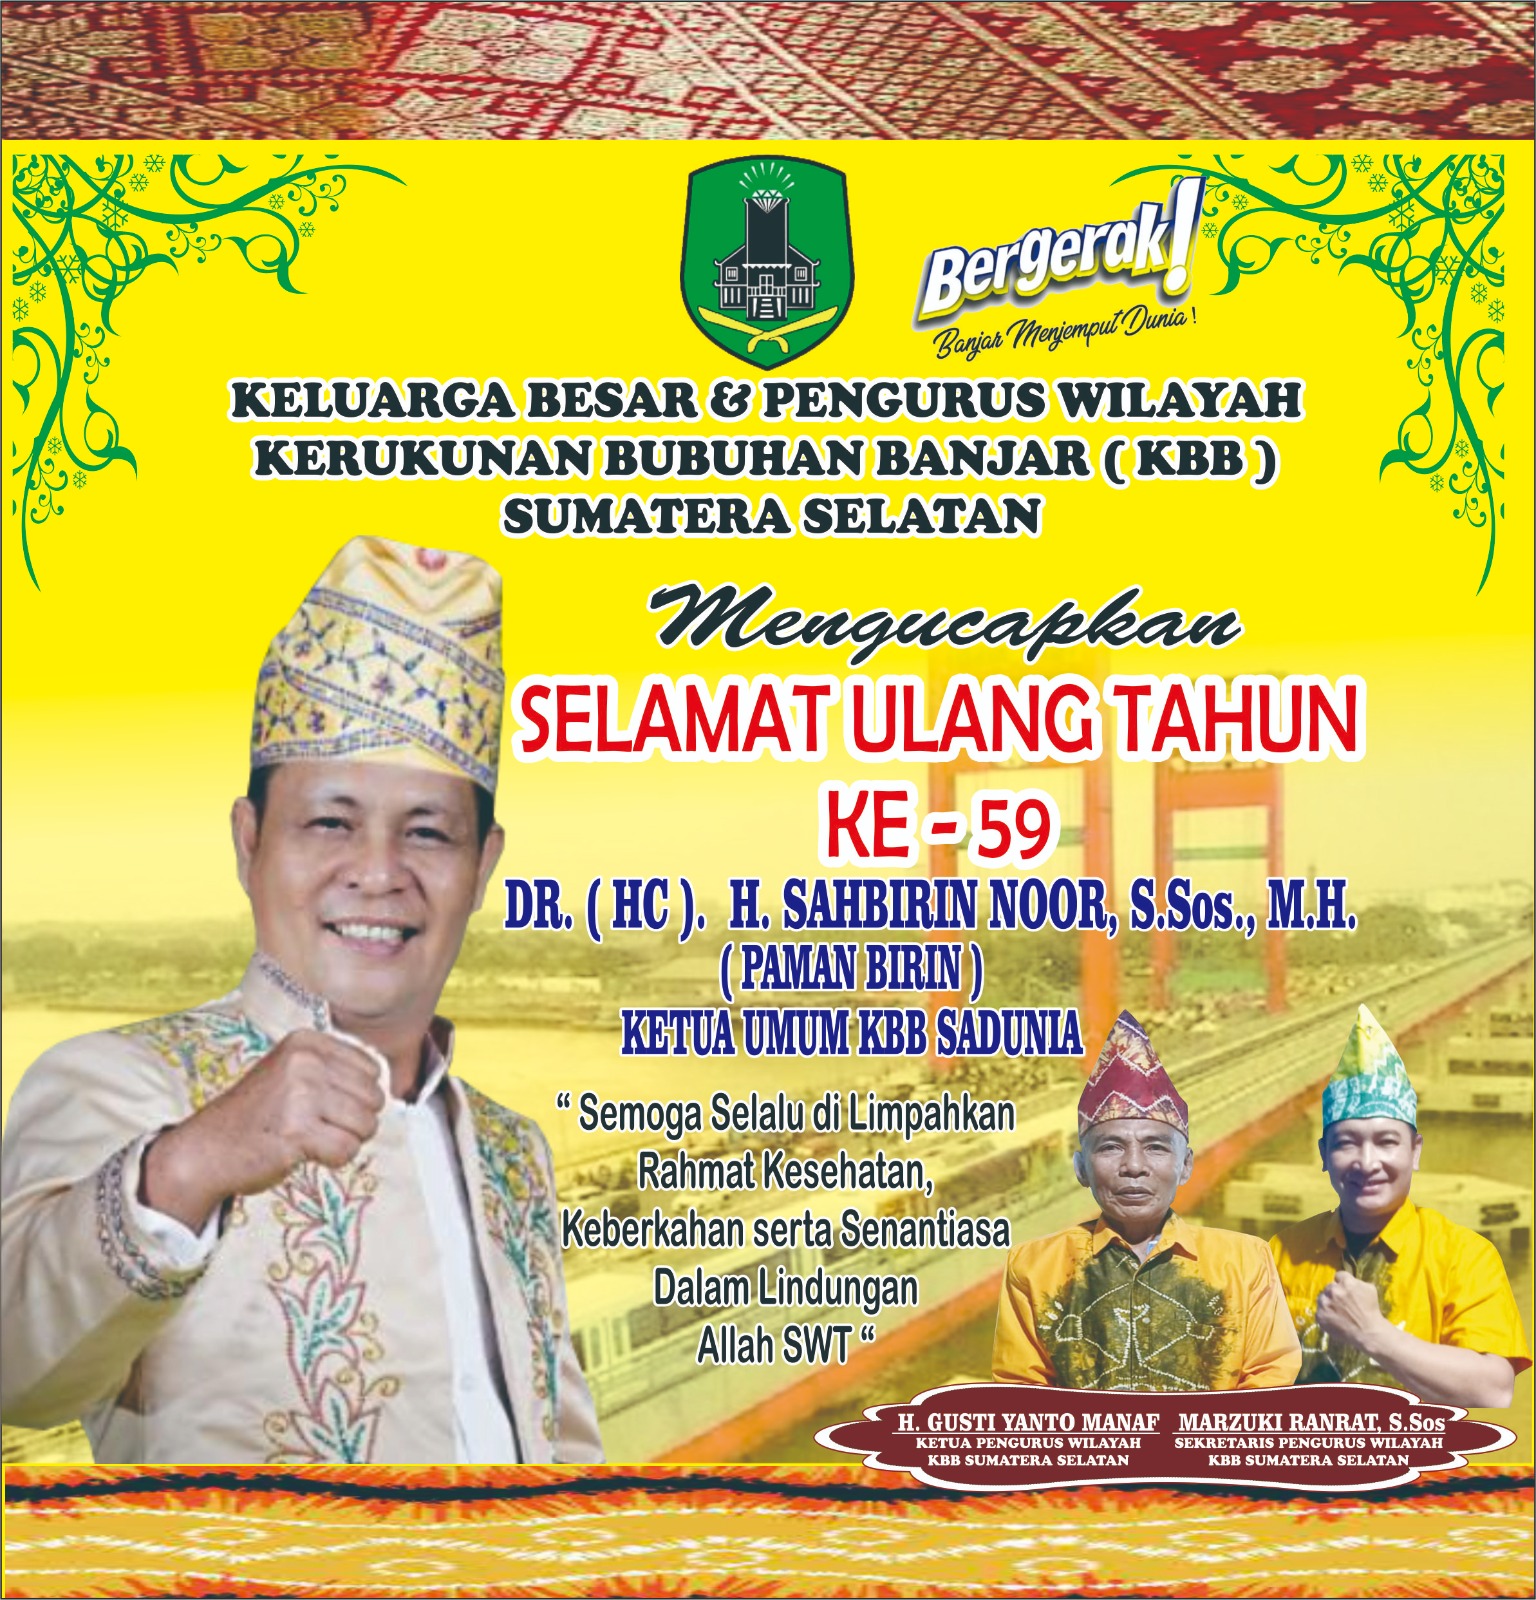 Bergerak!
Banjar Menjemput Dunia !
KELUARGA BESAR & PENGURUS WILAYAH
KERUKUNAN BUBUHAN BANJAR ( KBB )
SUMATERA SELATAN
Mengucapkan
SELAMAT ULANG TAHUN
KE - 59
DR. ( HC ). H. SAHBIRIN NOOR, S.Sos., M.H.
( PAMAN BIRIN )
KETUA UMUM KBB SADUNIA
“ Semoga Selalu di Limpahkan
Rahmat Kesehatan,
Keberkahan serta Senantiasa
Dalam Lindungan
Allah SWT “
H. GUSTI YANTO MANAF
KETUA PENGURUS WILAYAH
KBB SUMATERA SELATAN
MARZUKI RANRAT, S.Sos
SEKRETARIS PENGURUS WILAYAH
KBB SUMATERA SELATAN